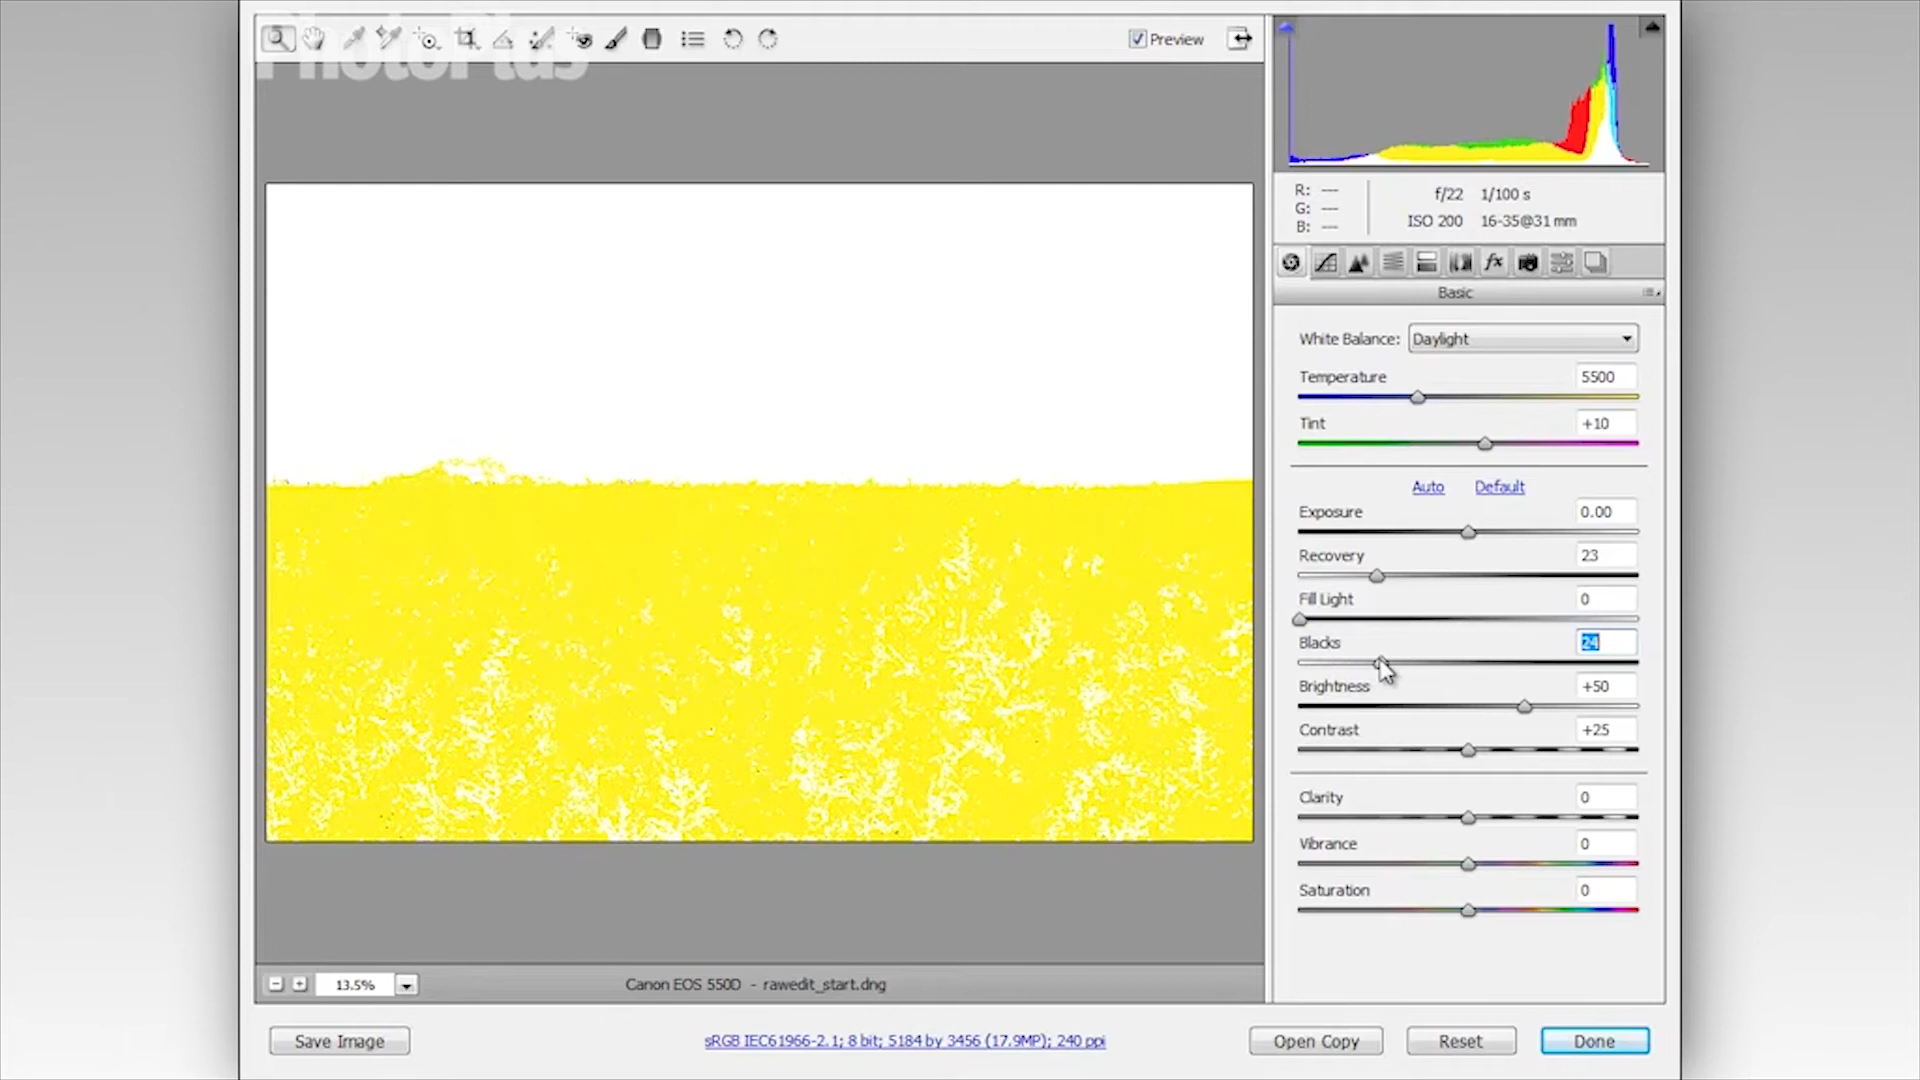 PhotoPlus
Preview
R: ---
G: ---
B: ---
f/22 1/100 s
ISO 200 16-35@31 mm
fx
Basic
White Balance: Daylight
Temperature 5500
Tint +10
Auto Default
Exposure 0.00
Recovery 23
Fill Light 0
Blacks 24
Brightness +50
Contrast +25
Clarity 0
Vibrance 0
Saturation 0
13.5%
Canon EOS 550D - rawedit_start.dng
Save Image
sRGB IEC61966-2.1; 8 bit; 5184 by 3456 (17.9MP); 240 ppi
Open Copy
Reset
Done